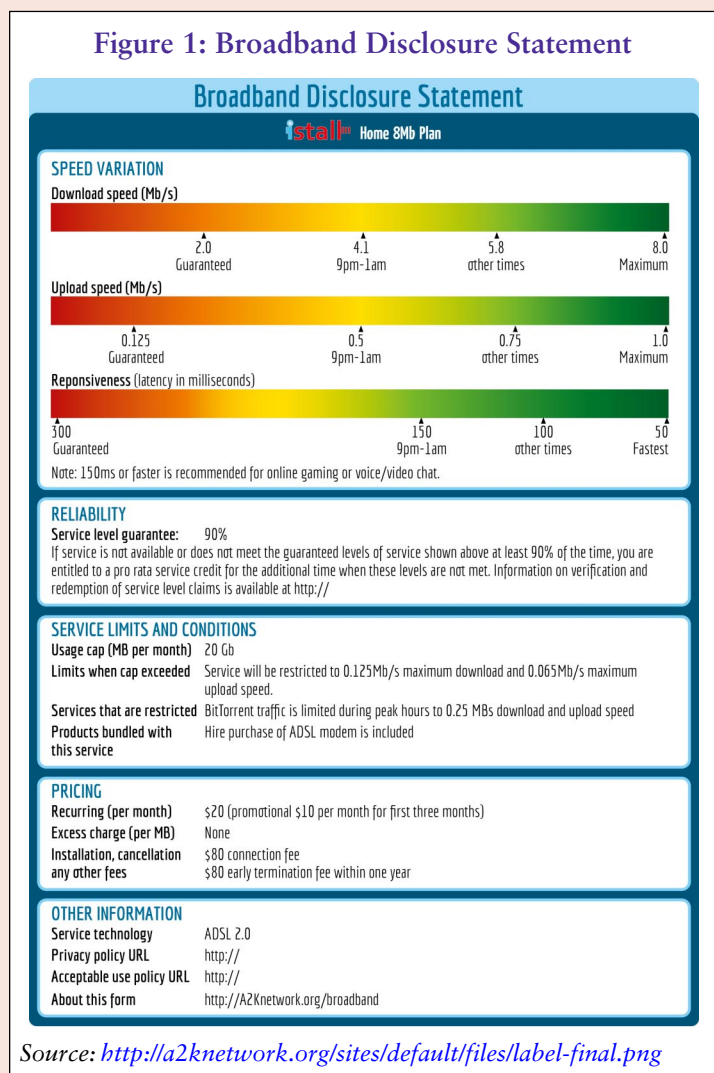 Figure 1: Broadband Disclosure Statement
Broadband Disclosure Statement
istall Home 8Mb Plan
SPEED VARIATION
Download speed (Mb/s)
2.0 4.1 5.8 8.0
Guaranteed 9pm-1am other times Maximum
Upload speed (Mb/s)
0.125 0.5 0.75 1.0
Guaranteed 9pm-1am other times Maximum
Reponsiveness (latency in milliseconds)
300 150 100 50
Guaranteed 9pm-1am other times Fastest
Note: 150ms or faster is recommended for online gaming or voice/video chat.
RELIABILITY
Service level guarantee: 90%
If service is not available or does not meet the guaranteed levels of service shown above at least 90% of the time, you are
entitled to a pro rata service credit for the additional time when these levels are not met. Information on verification and
redemption of service level claims is available at http://
SERVICE LIMITS AND CONDITIONS
Usage cap (MB per month) 20 Gb
Limits when cap exceeded Service will be restricted to 0.125Mb/s maximum download and 0.065Mb/s maximum
upload speed.
Services that are restricted BitTorrent traffic is limited during peak hours to 0.25 MBs download and upload speed
Products bundled with Hire purchase of ADSL modem is included
this service
PRICING
Recurring (per month) $20 (promotional $10 per month for first three months)
Excess charge (per MB) None
Installation, cancellation $80 connection fee
any other fees $80 early termination fee within one year
OTHER INFORMATION
Service technology ADSL 2.0
Privacy policy URL http://
Acceptable use policy URL http://
About this form http://A2Knetwork.org/broadband
Source: http://a2knetwork.org/sites/default/files/label-final.png